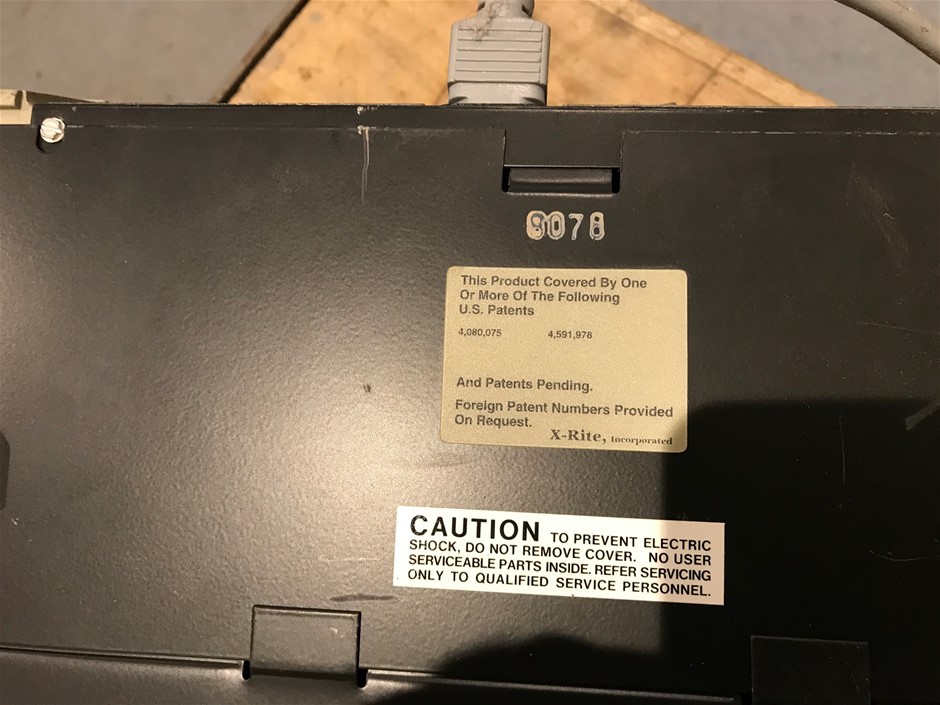 This Product Covered By One
Or More Of The Following
U.S. Patents
4,080,075 4,591,978
And Patents Pending.
Foreign Patent Numbers Provided
On Request.
X-Rite, Incorporated
CAUTION TO PREVENT ELECTRIC
SHOCK, DO NOT REMOVE COVER. NO USER
SERVICEABLE PARTS INSIDE. REFER SERVICING
ONLY TO QUALIFIED SERVICE PERSONNEL.